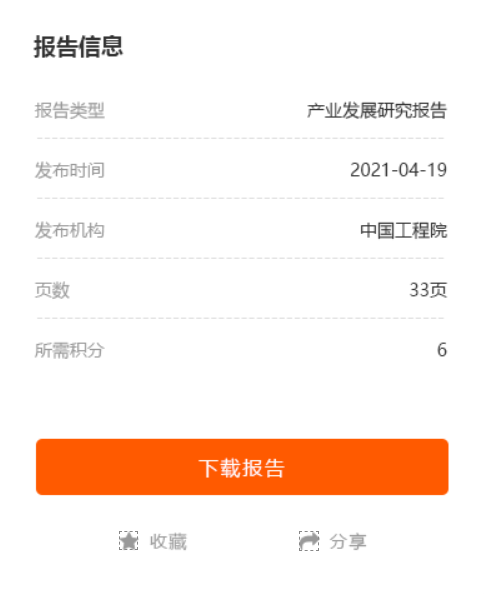 报告信息
报告类型 产业发展研究报告
发布时间 2021-04-19
发布机构 中国工程院
页数 33页
所需积分 6
下载报告
收藏 分享